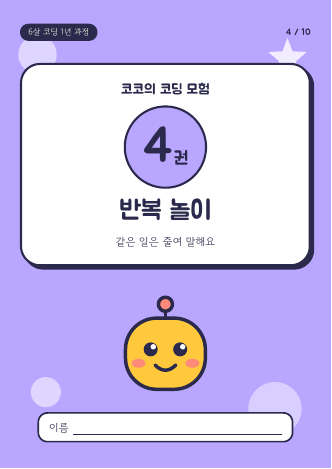 6살 코딩 1년 과정
4 / 10
코코의 코딩 모험
4권
반복 놀이
같은 일은 줄여 말해요
이름